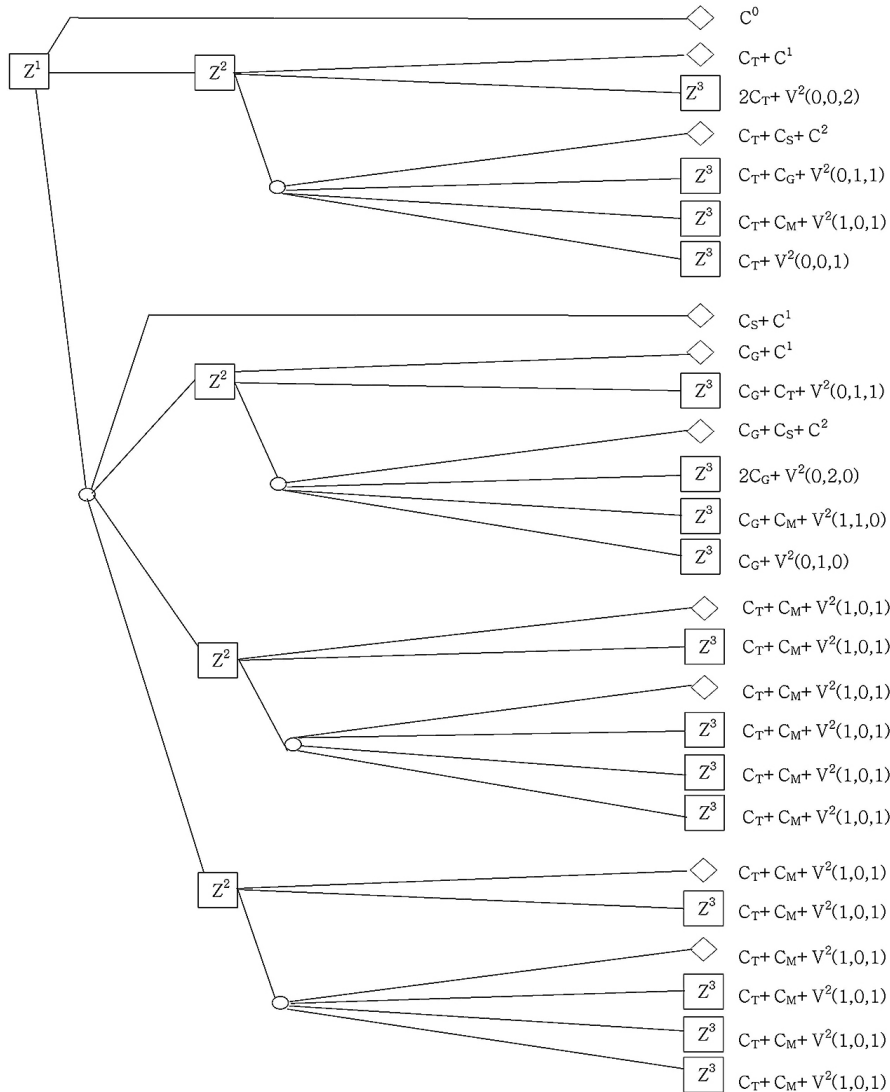 C⁰
Z¹ Z² C_T+ C¹
Z³ 2C_T+ V²(0,0,2)
C_T+ C_S+ C²
Z³ C_T+ C_G+ V²(0,1,1)
Z³ C_T+ C_M+ V²(1,0,1)
Z³ C_T+ V²(0,0,1)
C_S+ C¹
Z² C_G+ C¹
Z³ C_G+ C_T+ V²(0,1,1)
C_G+ C_S+ C²
Z³ 2C_G+ V²(0,2,0)
Z³ C_G+ C_M+ V²(1,1,0)
Z³ C_G+ V²(0,1,0)
C_T+ C_M+ V²(1,0,1)
Z² Z³ C_T+ C_M+ V²(1,0,1)
C_T+ C_M+ V²(1,0,1)
Z³ C_T+ C_M+ V²(1,0,1)
Z³ C_T+ C_M+ V²(1,0,1)
Z³ C_T+ C_M+ V²(1,0,1)
C_T+ C_M+ V²(1,0,1)
Z² Z³ C_T+ C_M+ V²(1,0,1)
C_T+ C_M+ V²(1,0,1)
Z³ C_T+ C_M+ V²(1,0,1)
Z³ C_T+ C_M+ V²(1,0,1)
Z³ C_T+ C_M+ V²(1,0,1)